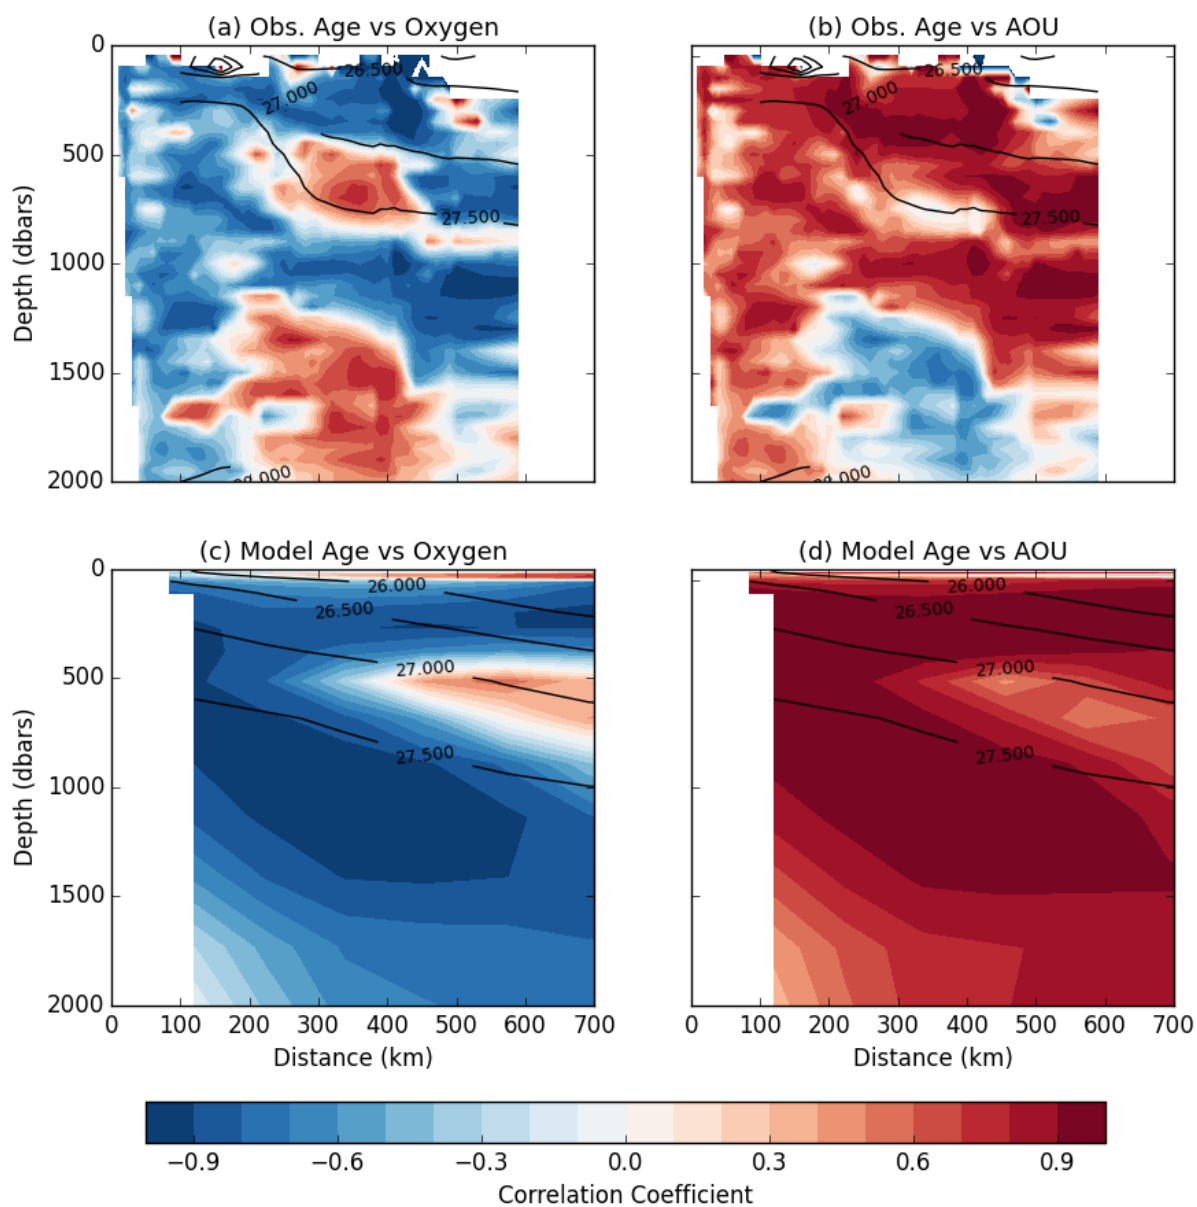 (a) Obs. Age vs Oxygen
(b) Obs. Age vs AOU
0
500
1000
1500
2000
Depth (dbars)
26.500
27.000
27.500
26.500
27.000
27.500
(c) Model Age vs Oxygen
(d) Model Age vs AOU
0
500
1000
1500
2000
Depth (dbars)
26.000
26.500
27.000
27.500
26.000
26.500
27.000
27.500
0 100 200 300 400 500 600 700
0 100 200 300 400 500 600 700
Distance (km)
Distance (km)
−0.9 −0.6 −0.3 0.0 0.3 0.6 0.9
Correlation Coefficient